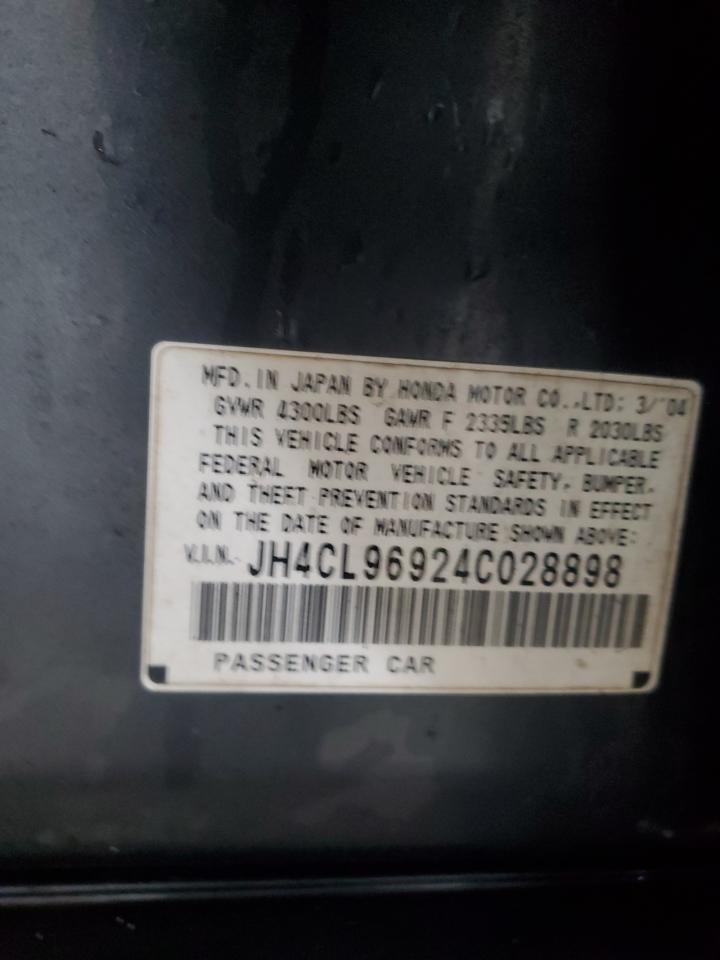 MFD. IN JAPAN BY HONDA MOTOR CO.,LTD; 3/'04
GVWR 4300LBS GAWR F 2335LBS R 2030LBS
THIS VEHICLE CONFORMS TO ALL APPLICABLE
FEDERAL MOTOR VEHICLE SAFETY, BUMPER,
AND THEFT PREVENTION STANDARDS IN EFFECT
ON THE DATE OF MANUFACTURE SHOWN ABOVE:
V.I.N. JH4CL96924C028898
PASSENGER CAR